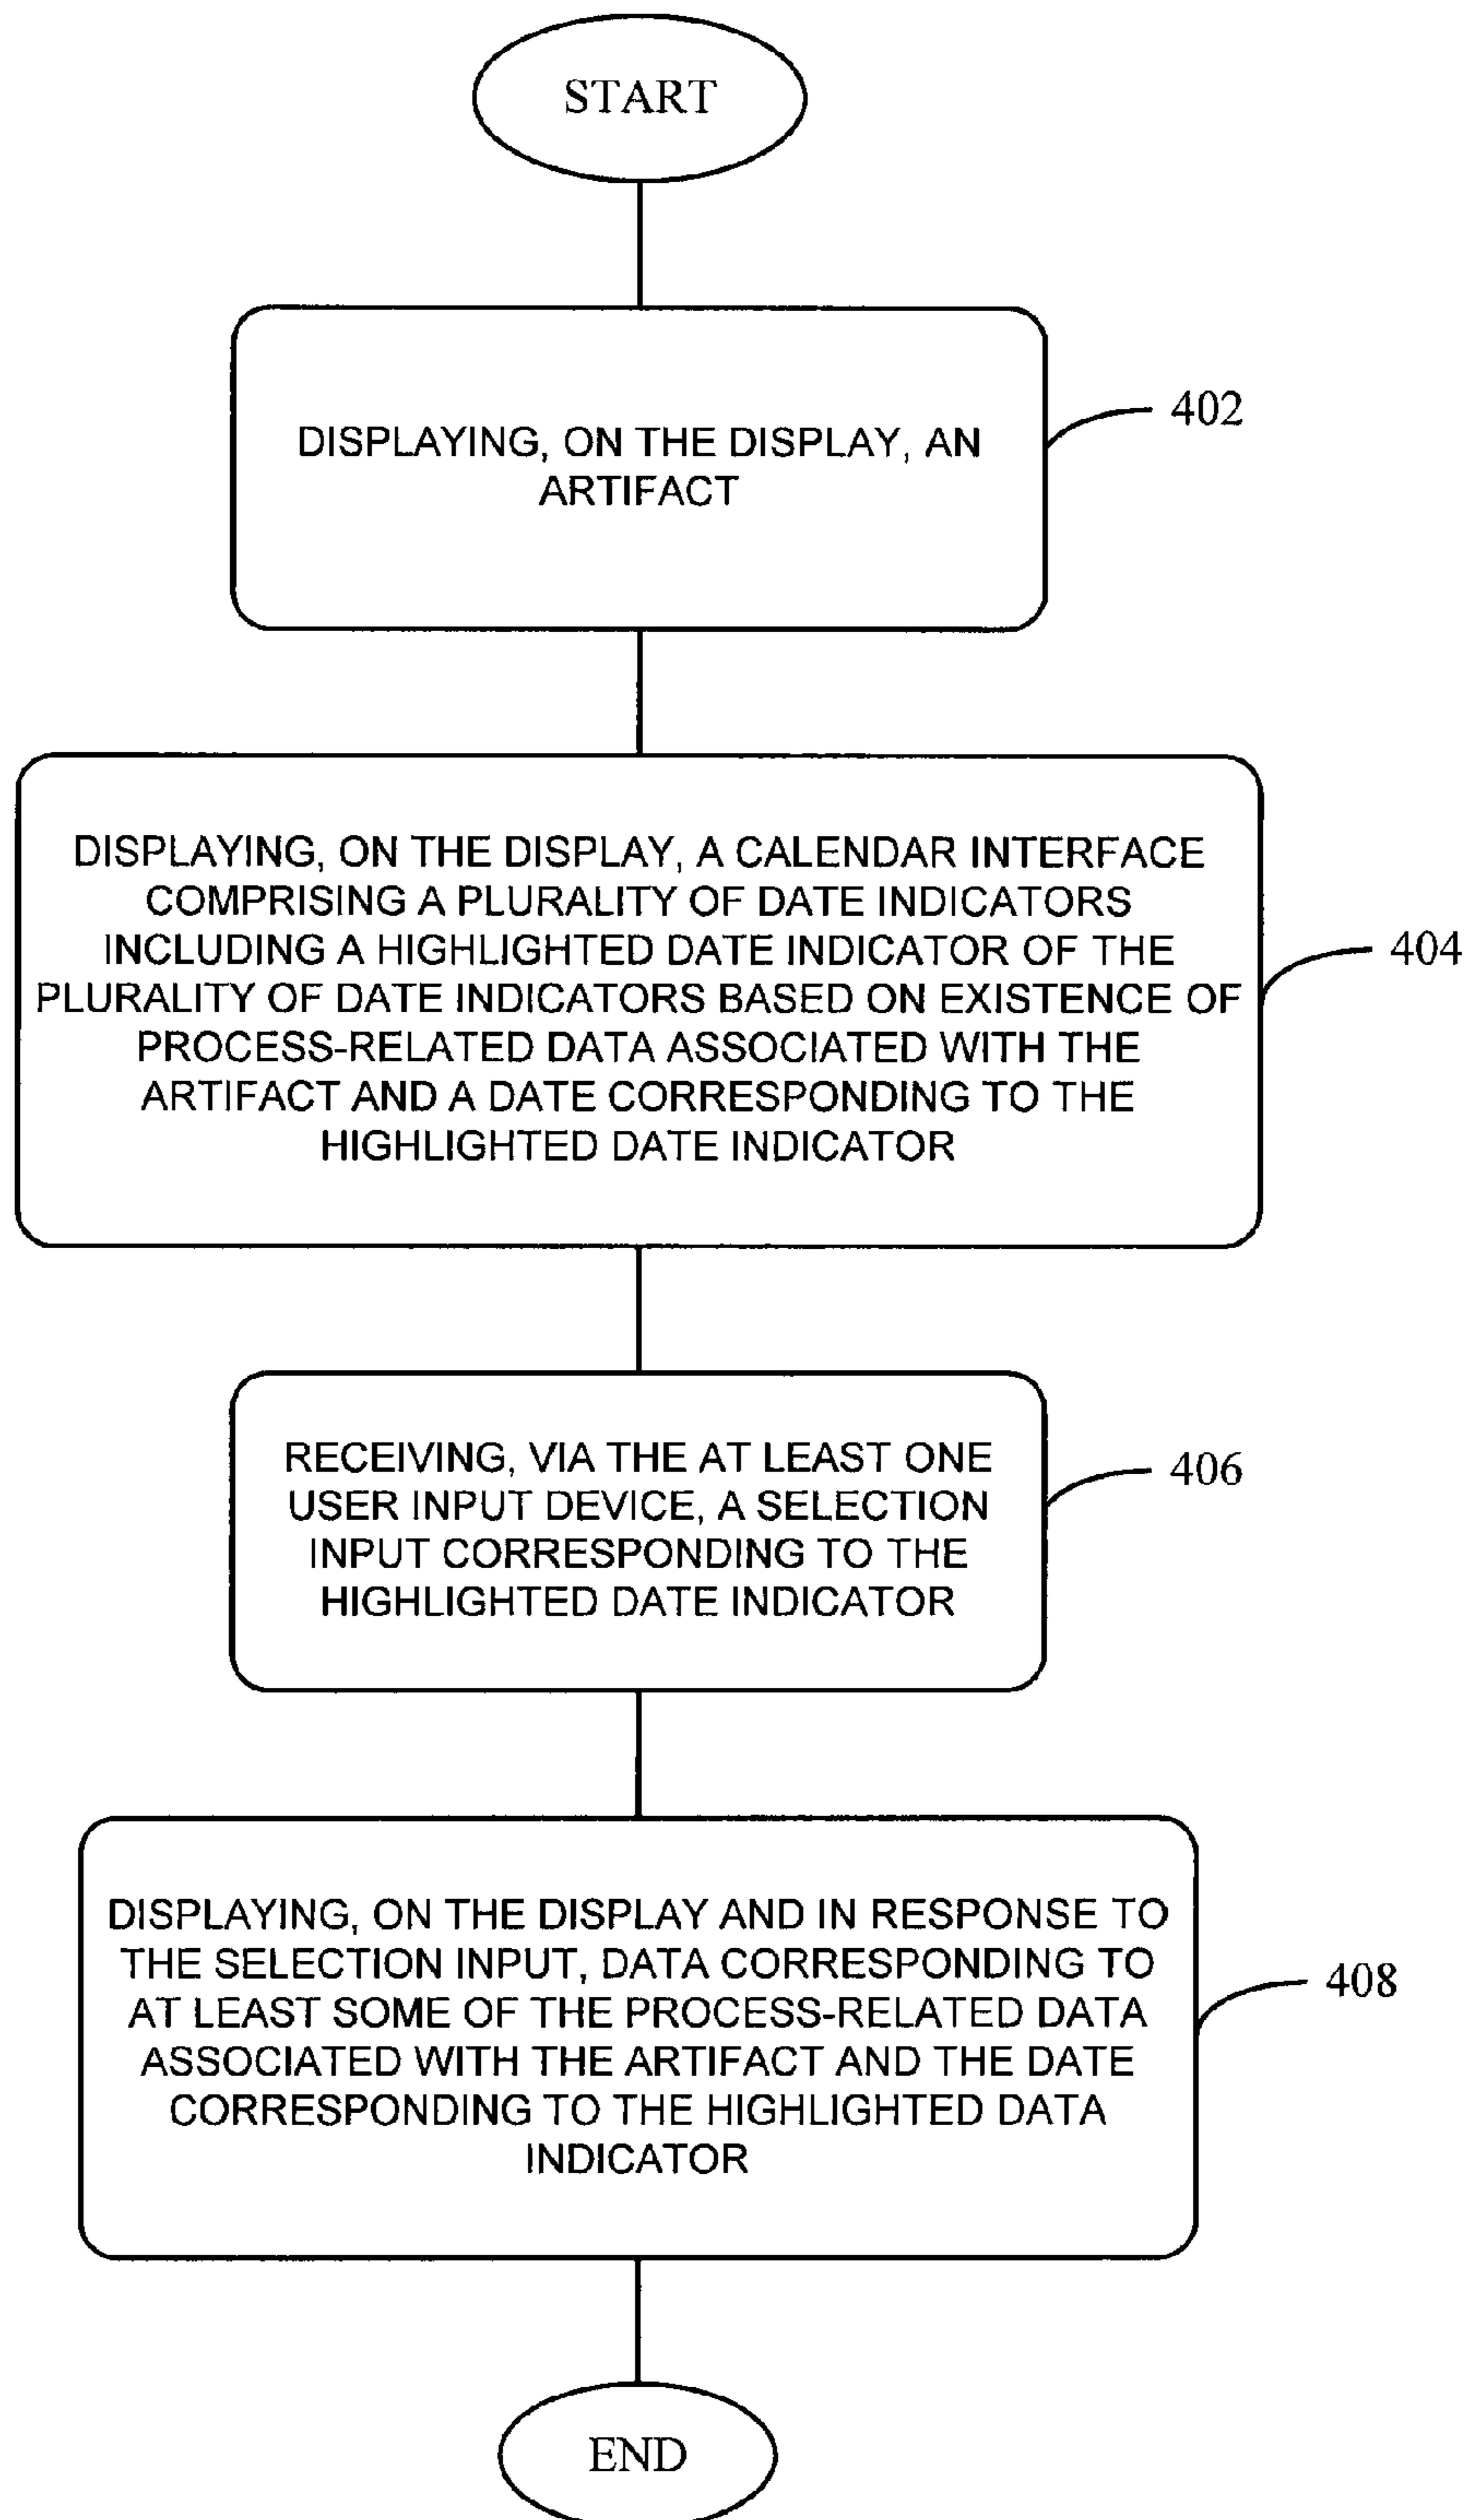 START
DISPLAYING, ON THE DISPLAY, AN
ARTIFACT
402
DISPLAYING, ON THE DISPLAY, A CALENDAR INTERFACE
COMPRISING A PLURALITY OF DATE INDICATORS
INCLUDING A HIGHLIGHTED DATE INDICATOR OF THE
PLURALITY OF DATE INDICATORS BASED ON EXISTENCE OF
PROCESS-RELATED DATA ASSOCIATED WITH THE
ARTIFACT AND A DATE CORRESPONDING TO THE
HIGHLIGHTED DATE INDICATOR
404
RECEIVING, VIA THE AT LEAST ONE
USER INPUT DEVICE, A SELECTION
INPUT CORRESPONDING TO THE
HIGHLIGHTED DATE INDICATOR
406
DISPLAYING, ON THE DISPLAY AND IN RESPONSE TO
THE SELECTION INPUT, DATA CORRESPONDING TO
AT LEAST SOME OF THE PROCESS-RELATED DATA
ASSOCIATED WITH THE ARTIFACT AND THE DATE
CORRESPONDING TO THE HIGHLIGHTED DATA
INDICATOR
408
END